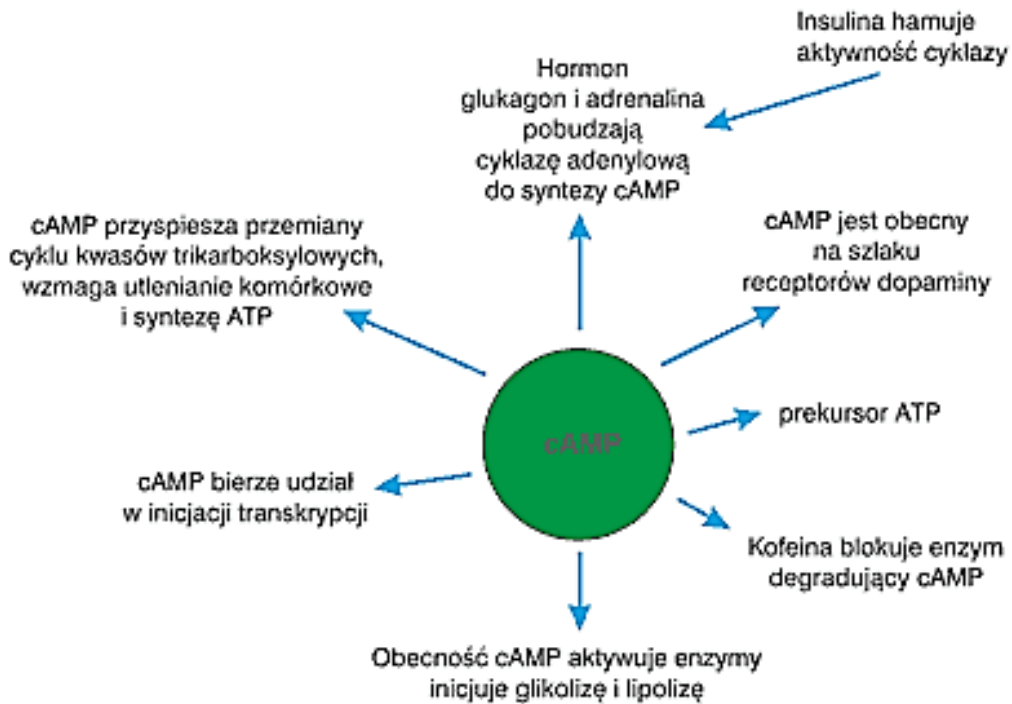 Insulina hamuje
aktywność cyklazy
Hormon
glukagon i adrenalina
pobudzają
cyklazę adenylową
do syntezy cAMP
cAMP przyspiesza przemiany
cyklu kwasów trikarboksylowych,
wzmaga utlenianie komórkowe
i syntezę ATP
cAMP jest obecny
na szlaku
receptorów dopaminy
cAMP
prekursor ATP
cAMP bierze udział
w inicjacji transkrypcji
Kofeina blokuje enzym
degradujący cAMP
Obecność cAMP aktywuje enzymy
inicjuje glikolizę i lipolizę